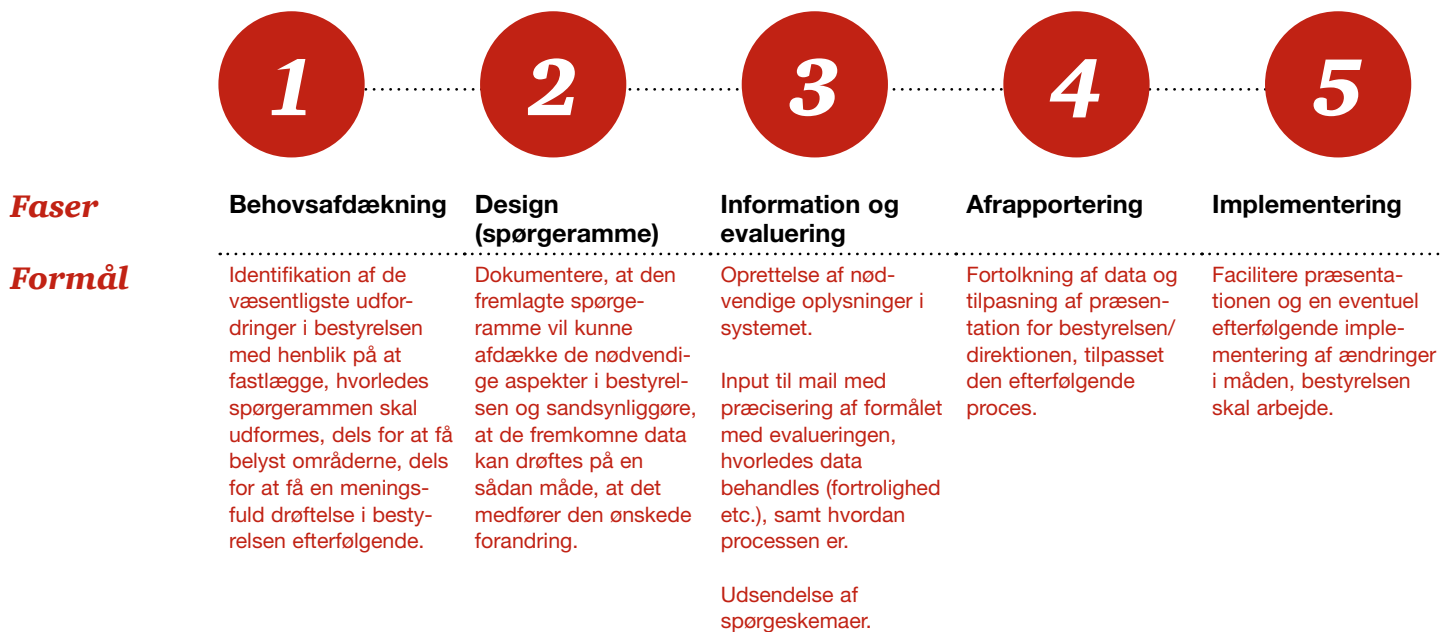 1 2 3 4 5
Faser
Behovsafdækning
Design
(spørgeramme)
Information og
evaluering
Afrapportering
Implementering
Formål
Identifikation af de
væsentligste udfor-
dringer i bestyrelsen
med henblik på at
fastlægge, hvorledes
spørgerammen skal
udformes, dels for at få
belyst områderne, dels
for at få en menings-
fuld drøftelse i besty-
relsen efterfølgende.
Dokumentere, at den
fremlagte spørge-
ramme vil kunne
afdække de nødvendi-
ge aspekter i bestyrel-
sen og sandsynliggøre,
at de fremkomne data
kan drøftes på en
sådan måde, at det
medfører den ønskede
forandring.
Oprettelse af nød-
vendige oplysninger i
systemet.
Input til mail med
præcisering af formålet
med evalueringen,
hvorledes data
behandles (fortrolighed
etc.), samt hvordan
processen er.
Udsendelse af
spørgeskemaer.
Fortolkning af data og
tilpasning af præsen-
tation for bestyrelsen/
direktionen, tilpasset
den efterfølgende
proces.
Facilitere præsenta-
tionen og en eventuel
efterfølgende imple-
mentering af ændringer
i måden, bestyrelsen
skal arbejde.